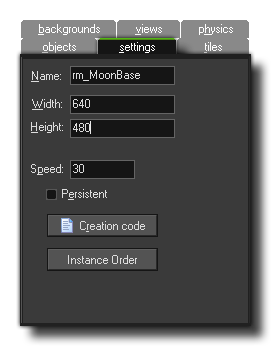 backgrounds views physics
objects settings tiles
Name: rm_MoonBase
Width: 640
Height: 480
Speed: 30
Persistent
Creation code
Instance Order